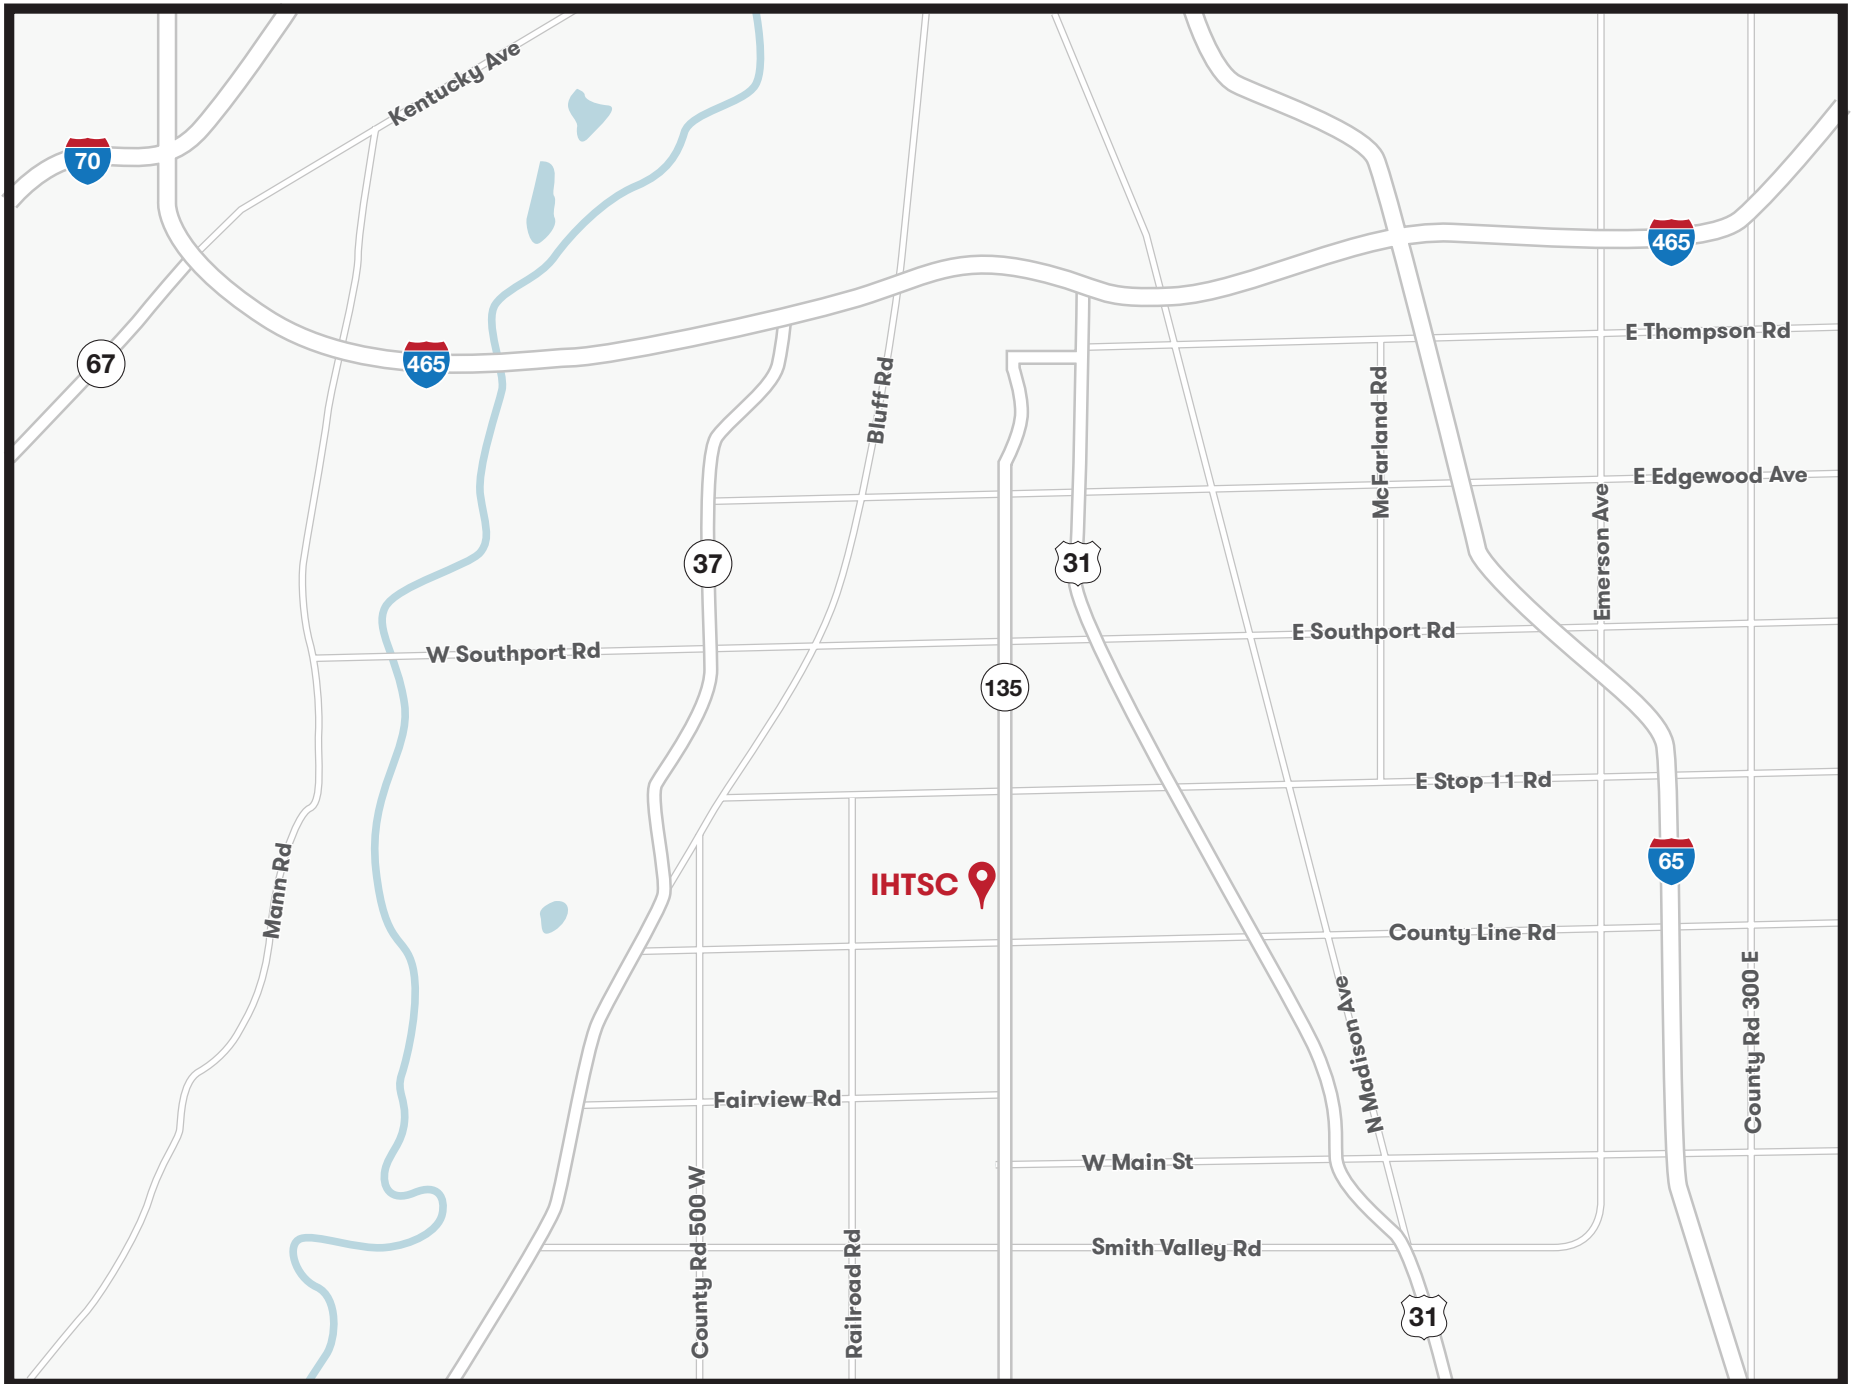 Kentucky Ave
70
465
E Thompson Rd
67
465
Bluff Rd
McFarland Rd
E Edgewood Ave
Emerson Ave
37
31
E Southport Rd
W Southport Rd
135
E Stop 11 Rd
65
IHTSC
Mann Rd
County Line Rd
County Rd 300 E
N Madison Ave
Fairview Rd
W Main St
County Rd 500 W
Railroad Rd
Smith Valley Rd
31